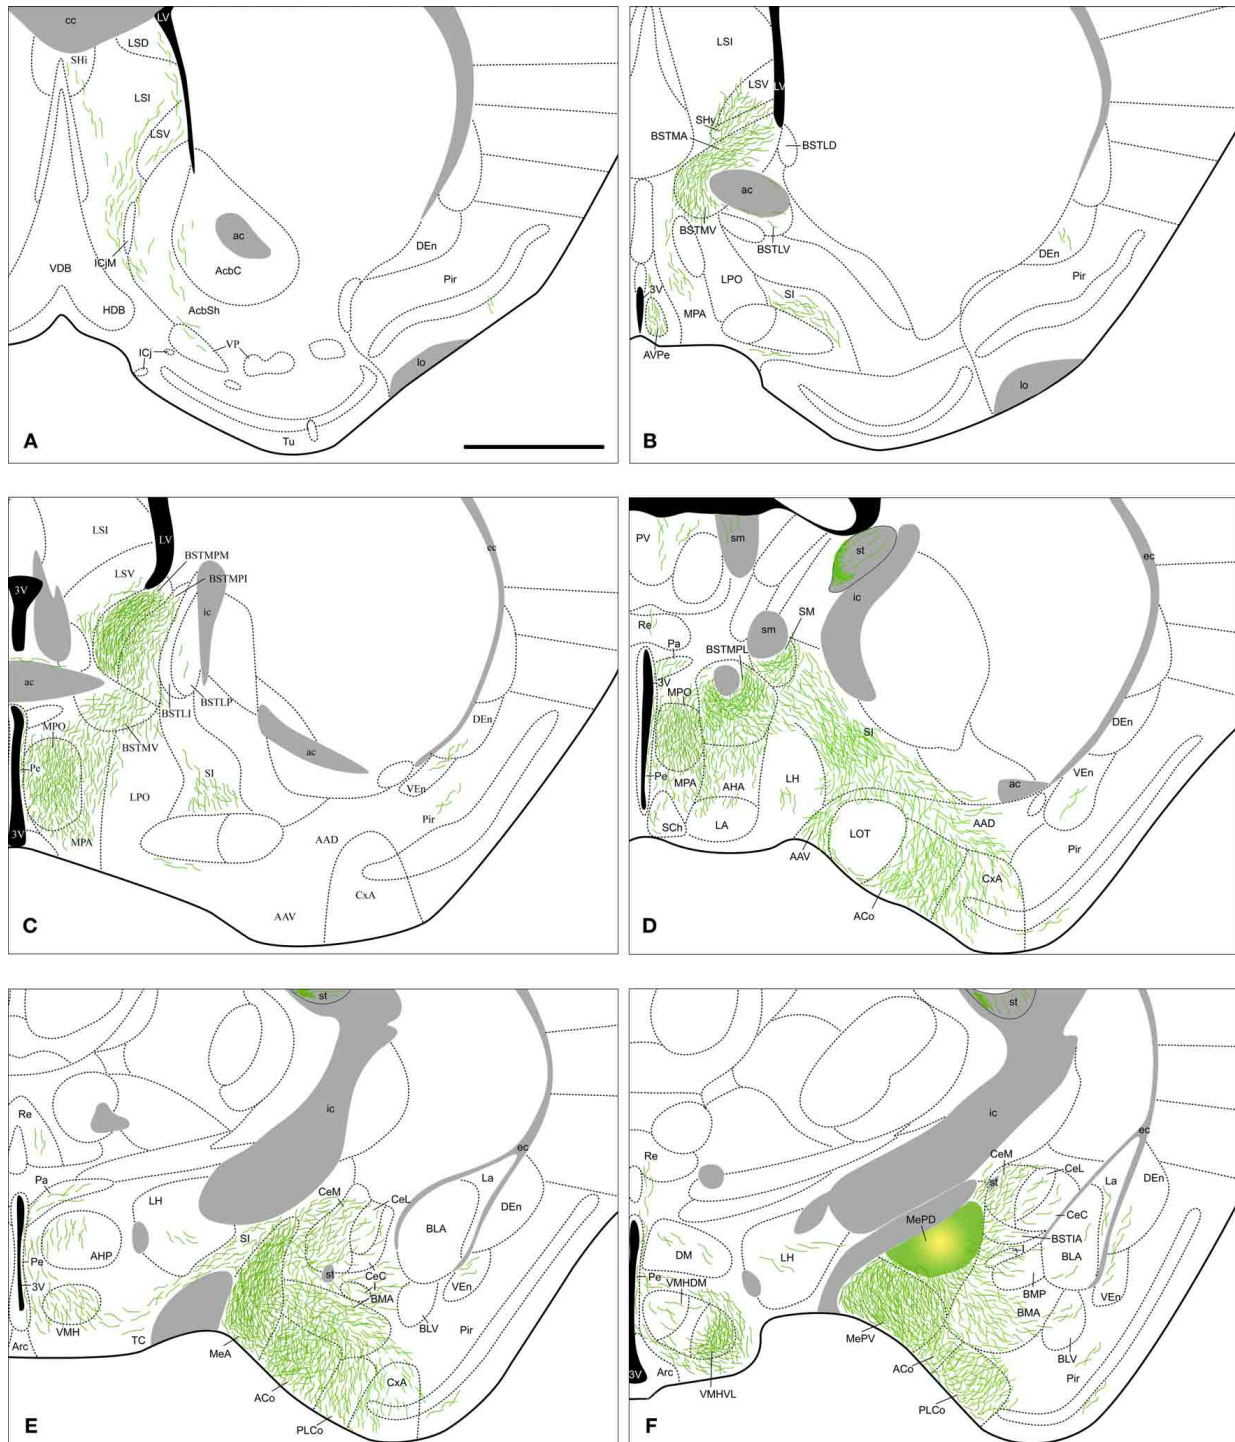 cc
LV
LSD
SHi
LSI
LSV
ac
ICjM
AcbC
DEn
VDB
Pir
HDB
AcbSh
ICj
VP
lo
Tu
A
LSI
LSV
LV
SHy
BSTMA
BSTLD
ac
BSTMV
BSTLV
DEn
LPO
Pir
3V
SI
MPA
AVPe
lo
B
LSI
LV
ec
BSTMPM
LSV
BSTMPI
3V
ic
ac
BSTLP
BSTLI
MPO
DEn
BSTMV
ac
Pe
SI
VEn
LPO
Pir
3V
MPA
AAD
CxA
AAV
C
PV
sm
st
ec
ic
Re
SM
sm
Pa
BSTMPL
3V
MPO
DEn
SI
Pe
MPA
LH
ac
VEn
AHA
SCh
LA
AAD
LOT
Pir
AAV
CxA
ACo
D
st
ic
Re
ec
Pa
CeM
La
LH
CeL
DEn
BLA
SI
AHP
Pe
st
CeC
3V
VEn
BMA
VMH
Pir
BLV
Arc
TC
MeA
CxA
ACo
PLCo
E
st
ic
ec
CeM
Re
CeL
La
st
DEn
CeC
MePD
BSTIA
DM
I
BLA
LH
Pe
BMP
VMHDM
VEn
BMA
MePV
BLV
ACo
Arc
Pir
3V
VMHVL
PLCo
F